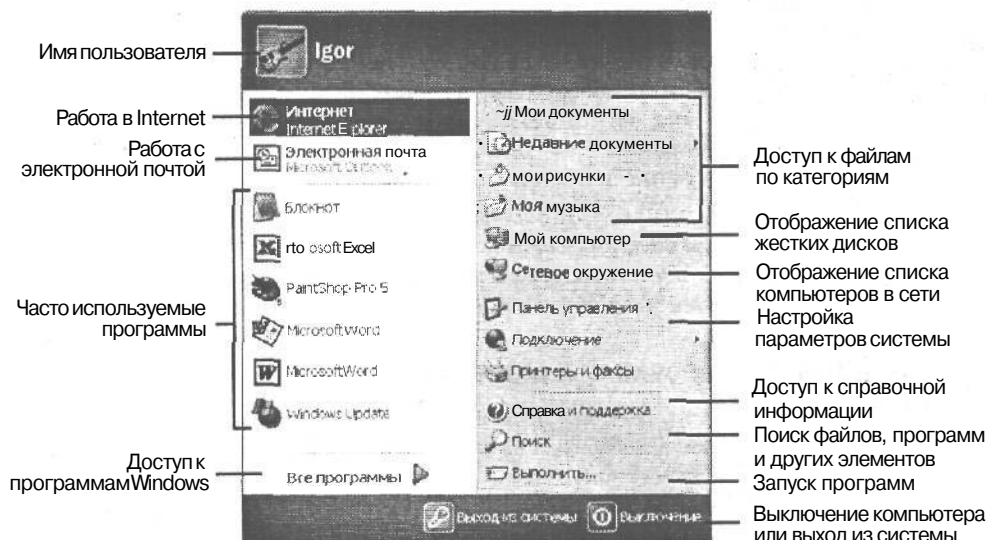 Igor
Имя пользователя
Интернет
Internet E plorer
Работа в Internet
Электронная почта
Microsoft
Работа с
электронной почтой
Блокнот
rto osoft Excel
PaintShop Pro 5
Microsoft Word
Microsoft Word
Windows Update
Часто используемые
программы
Все программы
Доступ к
программам Windows
~jj Мои документы
Недавние документы
мои рисунки
Моя музыка
Доступ к файлам
по категориям
Мой компьютер
Отображение списка
жестких дисков
Сетевое окружение
Отображение списка
компьютеров в сети
Панель управления
Настройка
параметров системы
Подключение
Принтеры и факсы
Справка и поддержка
Доступ к справочной
информации
Поиск
Поиск файлов, программ
и других элементов
Выполнить...
Запуск программ
Выход из системы
Выключение
Выключение компьютера
или выход из системы